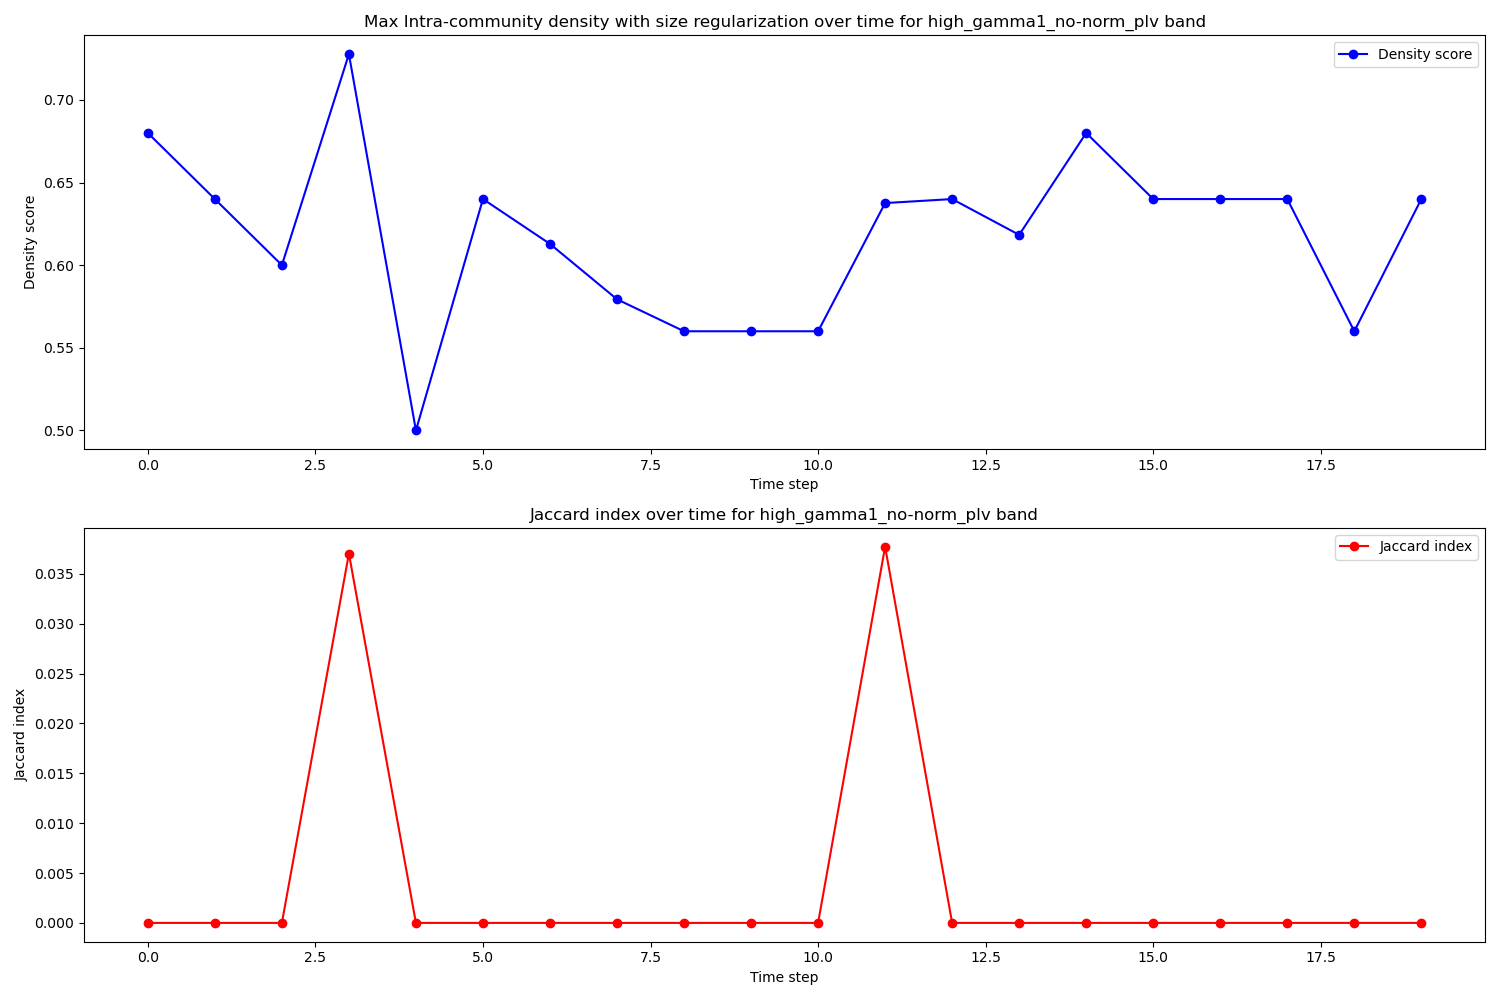 Max Intra-community density with size regularization over time for high_gamma1_no-norm_plv band
Density score
0.70
0.65
0.60
0.55
0.50
Density score
0.0 2.5 5.0 7.5 10.0 12.5 15.0 17.5
Time step
Jaccard index over time for high_gamma1_no-norm_plv band
Jaccard index
0.035
0.030
0.025
0.020
0.015
0.010
0.005
0.000
Jaccard index
0.0 2.5 5.0 7.5 10.0 12.5 15.0 17.5
Time step